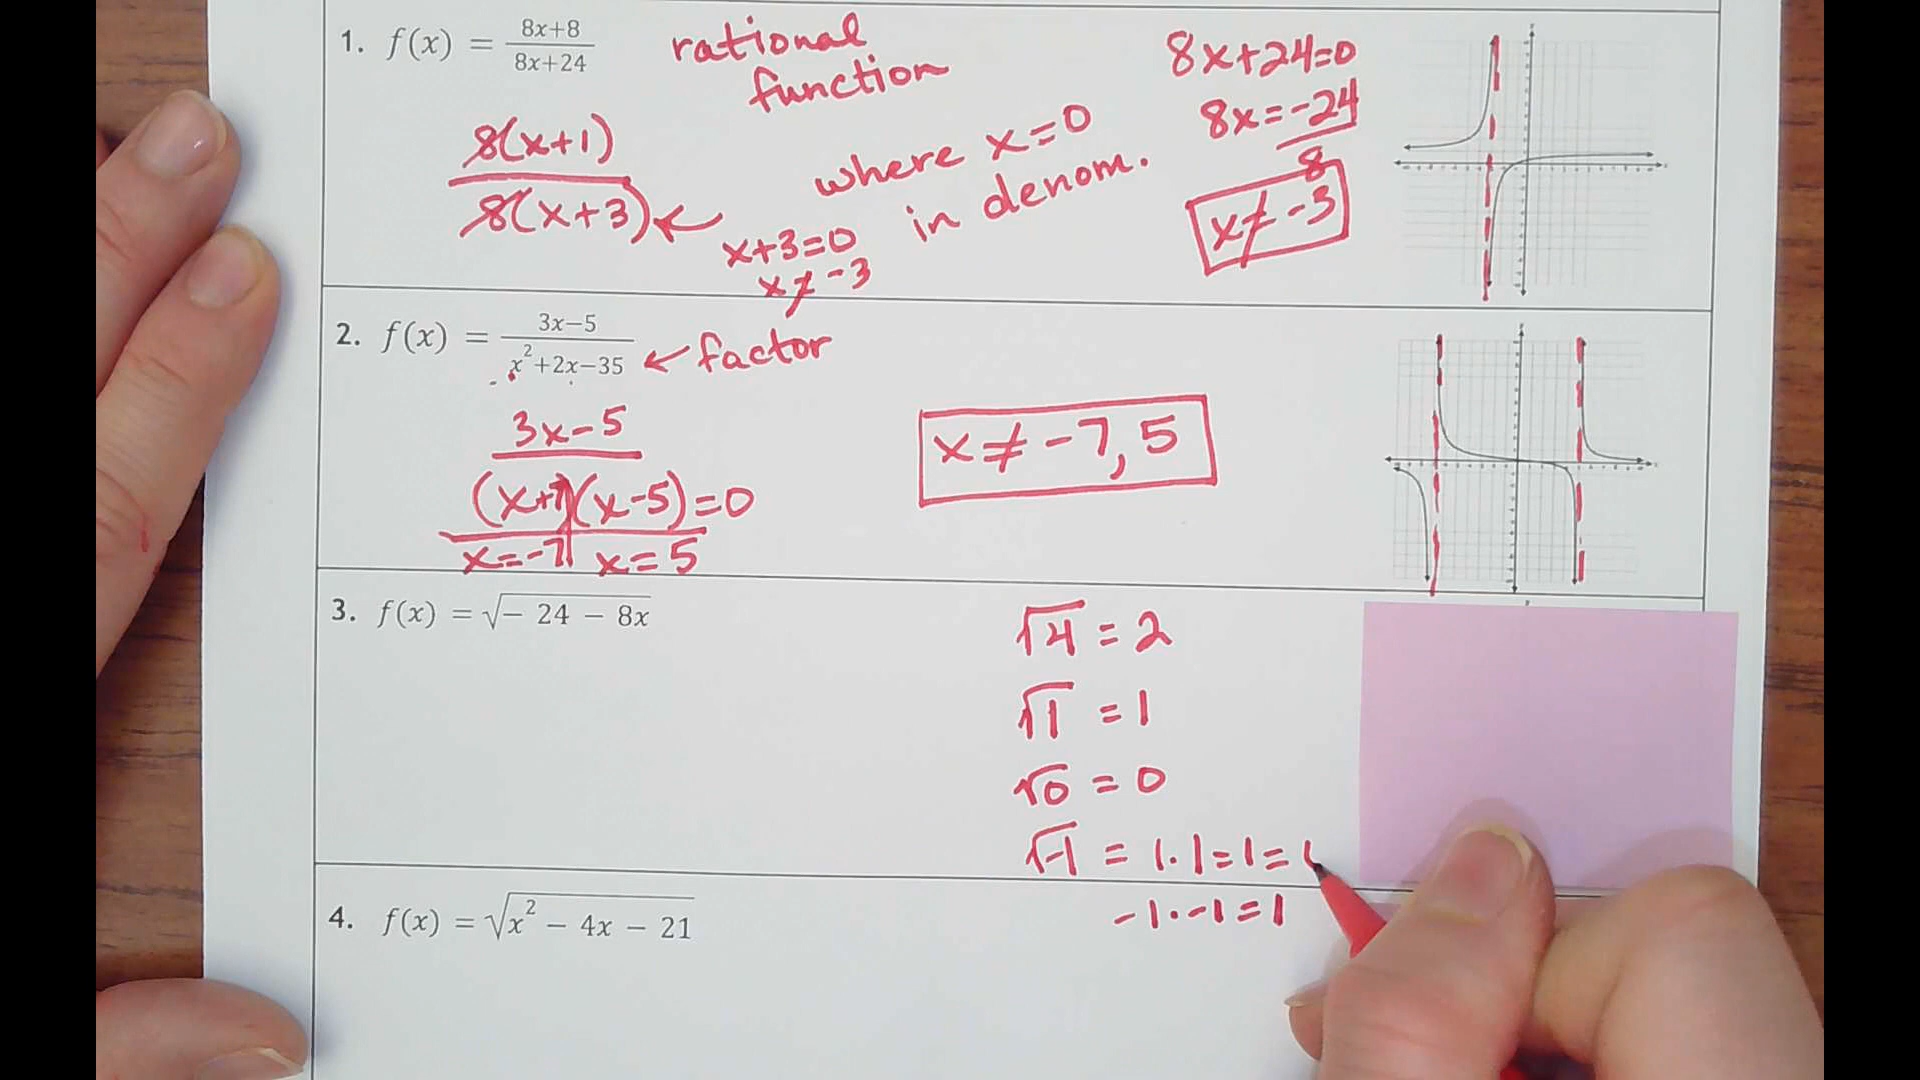 1. f(x) = 8x+8 / 8x+24
rational
function
8x+24=0
8x=-24
8
x≠-3
8(x+1)
8(x+3)
where x=0
in denom.
x+3=0
x≠-3
2. f(x) = 3x-5 / x²+2x-35
factor
3x-5
(x+7)(x-5)=0
x=-7 x=5
x≠-7,5
3. f(x) = √- 24 - 8x
√4 = 2
√1 = 1
√0 = 0
√-1 = 1·1=1=
-1·-1=1
4. f(x) = √x² - 4x - 21